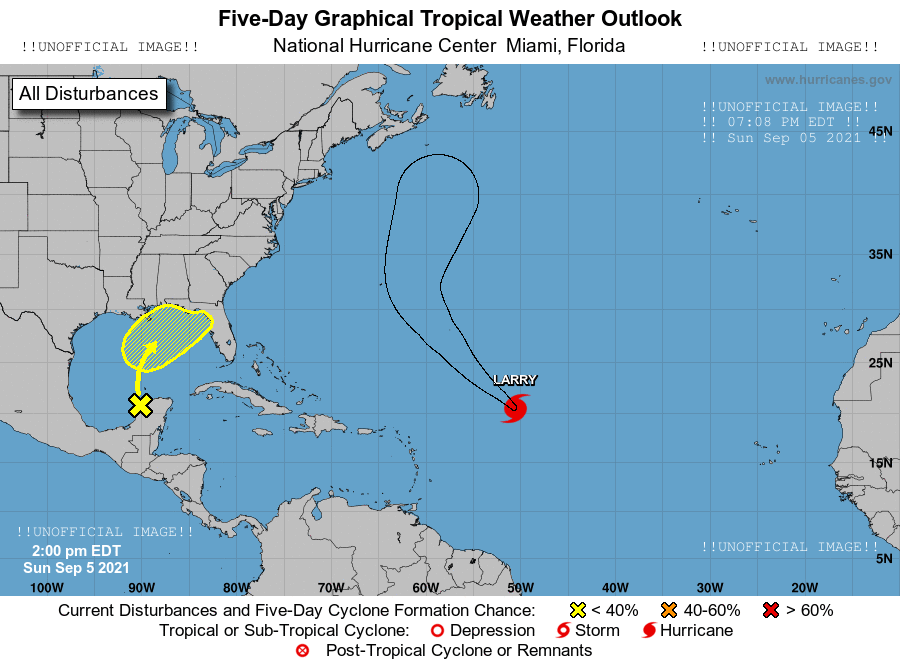 Five-Day Graphical Tropical Weather Outlook
!!UNOFFICIAL IMAGE!! National Hurricane Center Miami, Florida !!UNOFFICIAL IMAGE!!
www.hurricanes.gov
All Disturbances
!!UNOFFICIAL IMAGE!!
!! 07:08 PM EDT !!
!! Sun Sep 05 2021 !!
45N
35N
25N
LARRY
15N
!!UNOFFICIAL IMAGE!!
!!UNOFFICIAL IMAGE!!
2:00 pm EDT
5N
Sun Sep 5 2021
100W 90W 80W 70W 60W 50W 40W 30W 20W
Current Disturbances and Five-Day Cyclone Formation Chance: < 40% 40-60% > 60%
Tropical or Sub-Tropical Cyclone: Depression Storm Hurricane
Post-Tropical Cyclone or Remnants